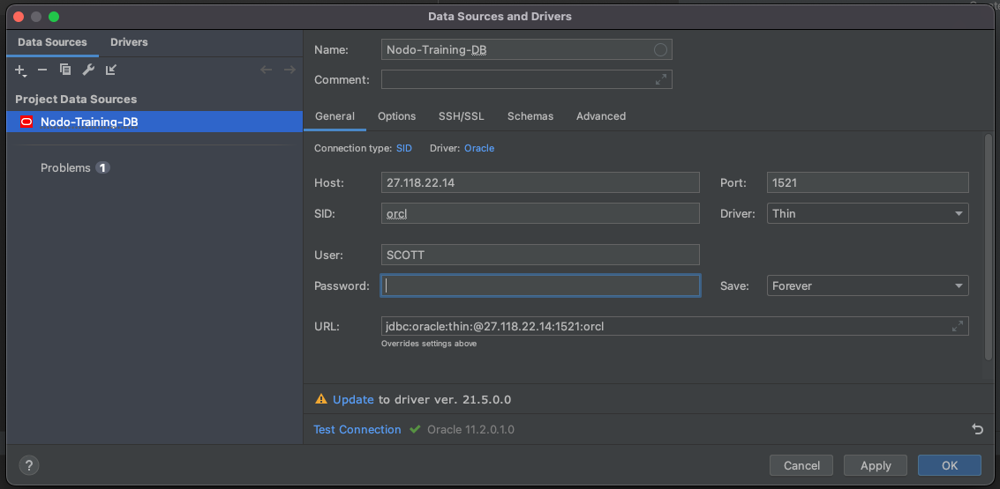 Data Sources and Drivers
Data Sources Drivers
Project Data Sources
Nodo-Training-DB
Problems 1
Name: Nodo-Training-DB
Comment:
General Options SSH/SSL Schemas Advanced
Connection type: SID Driver: Oracle
Host: 27.118.22.14 Port: 1521
SID: orcl Driver: Thin
User: SCOTT
Password: Save: Forever
URL: jdbc:oracle:thin:@27.118.22.14:1521:orcl
Overrides settings above
Update to driver ver. 21.5.0.0
Test Connection Oracle 11.2.0.1.0
? Cancel Apply OK